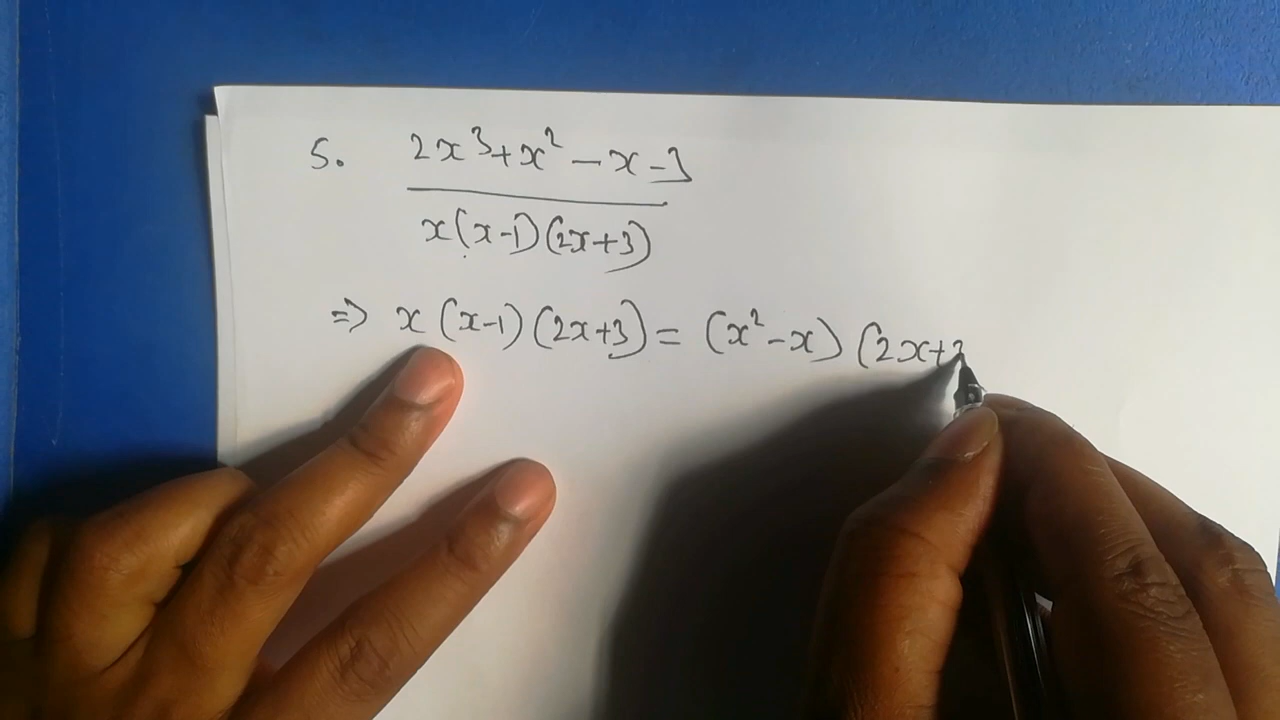 5. 2x³+x²-x-3
x(x-1)(2x+3)
⇒ x(x-1)(2x+3) = (x²-x)(2x+3